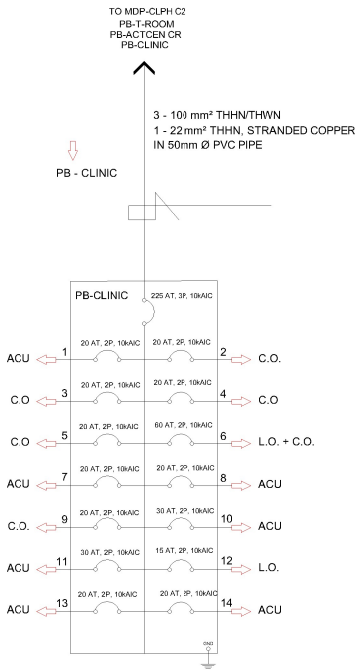 TO MDP-CLPH C2
PB-T-ROOM
PB-ACTCEN CR
PB-CLINIC
3 - 100 mm² THHN/THWN
1 - 22mm² THHN, STRANDED COPPER
IN 50mm Ø PVC PIPE
PB - CLINIC
PB-CLINIC
225 AT, 3P, 10kAIC
20 AT, 2P, 10kAIC 20 AT, 2P, 10kAIC
ACU 1 2 C.O.
20 AT, 2P, 10kAIC 20 AT, 2P, 10kAIC
C.O 3 4 C.O
20 AT, 2P, 10kAIC 60 AT, 2P, 10kAIC
C.O 5 6 L.O. + C.O.
20 AT, 2P, 10kAIC 20 AT, 2P, 10kAIC
ACU 7 8 ACU
20 AT, 2P, 10kAIC 30 AT, 2P, 10kAIC
C.O. 9 10 ACU
30 AT, 2P, 10kAIC 15 AT, 2P, 10kAIC
ACU 11 12 L.O.
20 AT, 2P, 10kAIC 20 AT, 2P, 10kAIC
ACU 13 14 ACU
GND